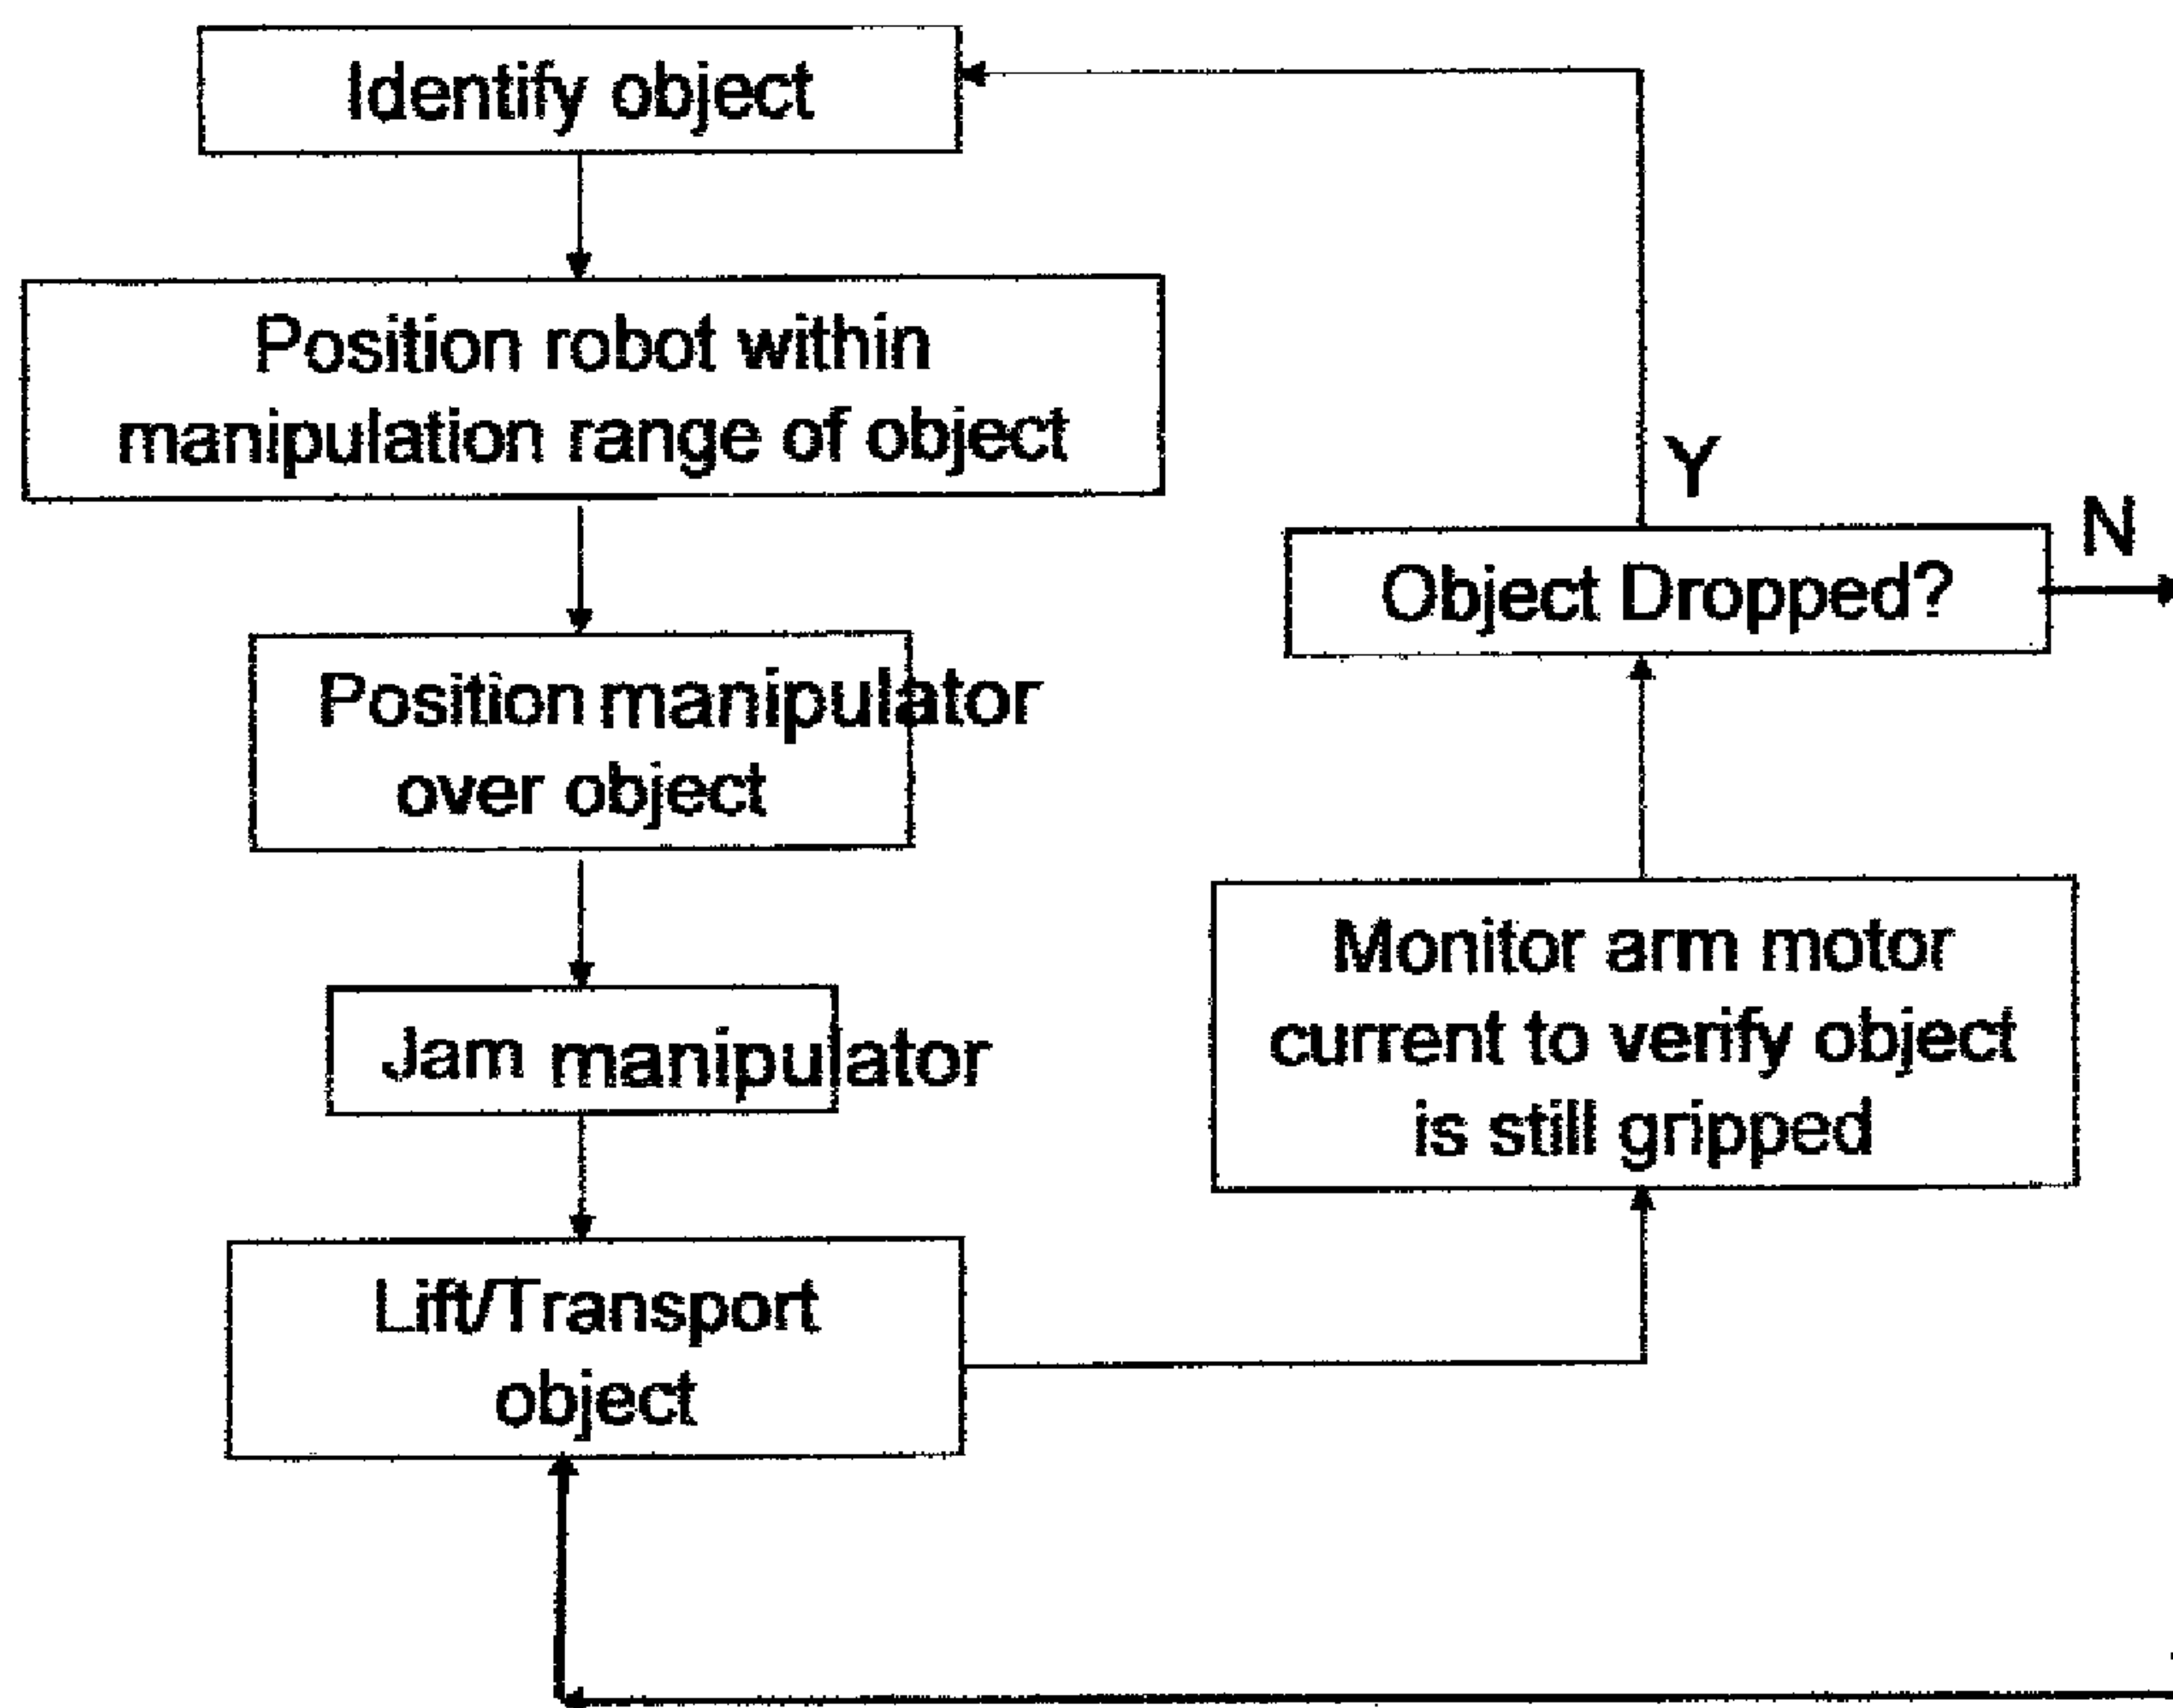 Identify object
Position robot within
manipulation range of object
Position manipulator
over object
Jam manipulator
Lift/Transport
object
Monitor arm motor
current to verify object
is still gripped
Object Dropped?
Y
N